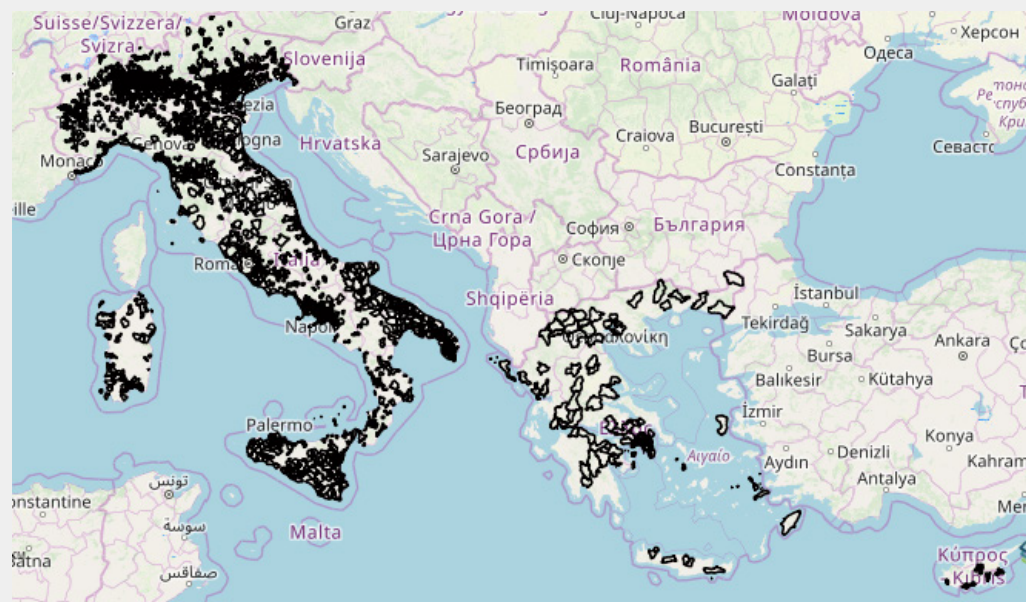 Suisse/Svizzera/
Svizra
Graz
Cluj-Napoca
Moldova
Херсон
Одеса
Slovenija
Timișoara
România
Galați
Београд
București
Craiova
Hrvatska
Sarajevo
Србија
Constanța
Monaco
Genova
Crna Gora /
Црна Гора
София
България
Скопје
Roma
Shqipëria
İstanbul
Tekirdağ
Sakarya
Ankara
Napoli
Bursa
Balıkesir
Kütahya
İzmir
Palermo
Αιγαίο
Aydın
Denizli
Konya
Antalya
تونس
سوسة
صفاقس
Malta
Κύπρος
Kıbrıs